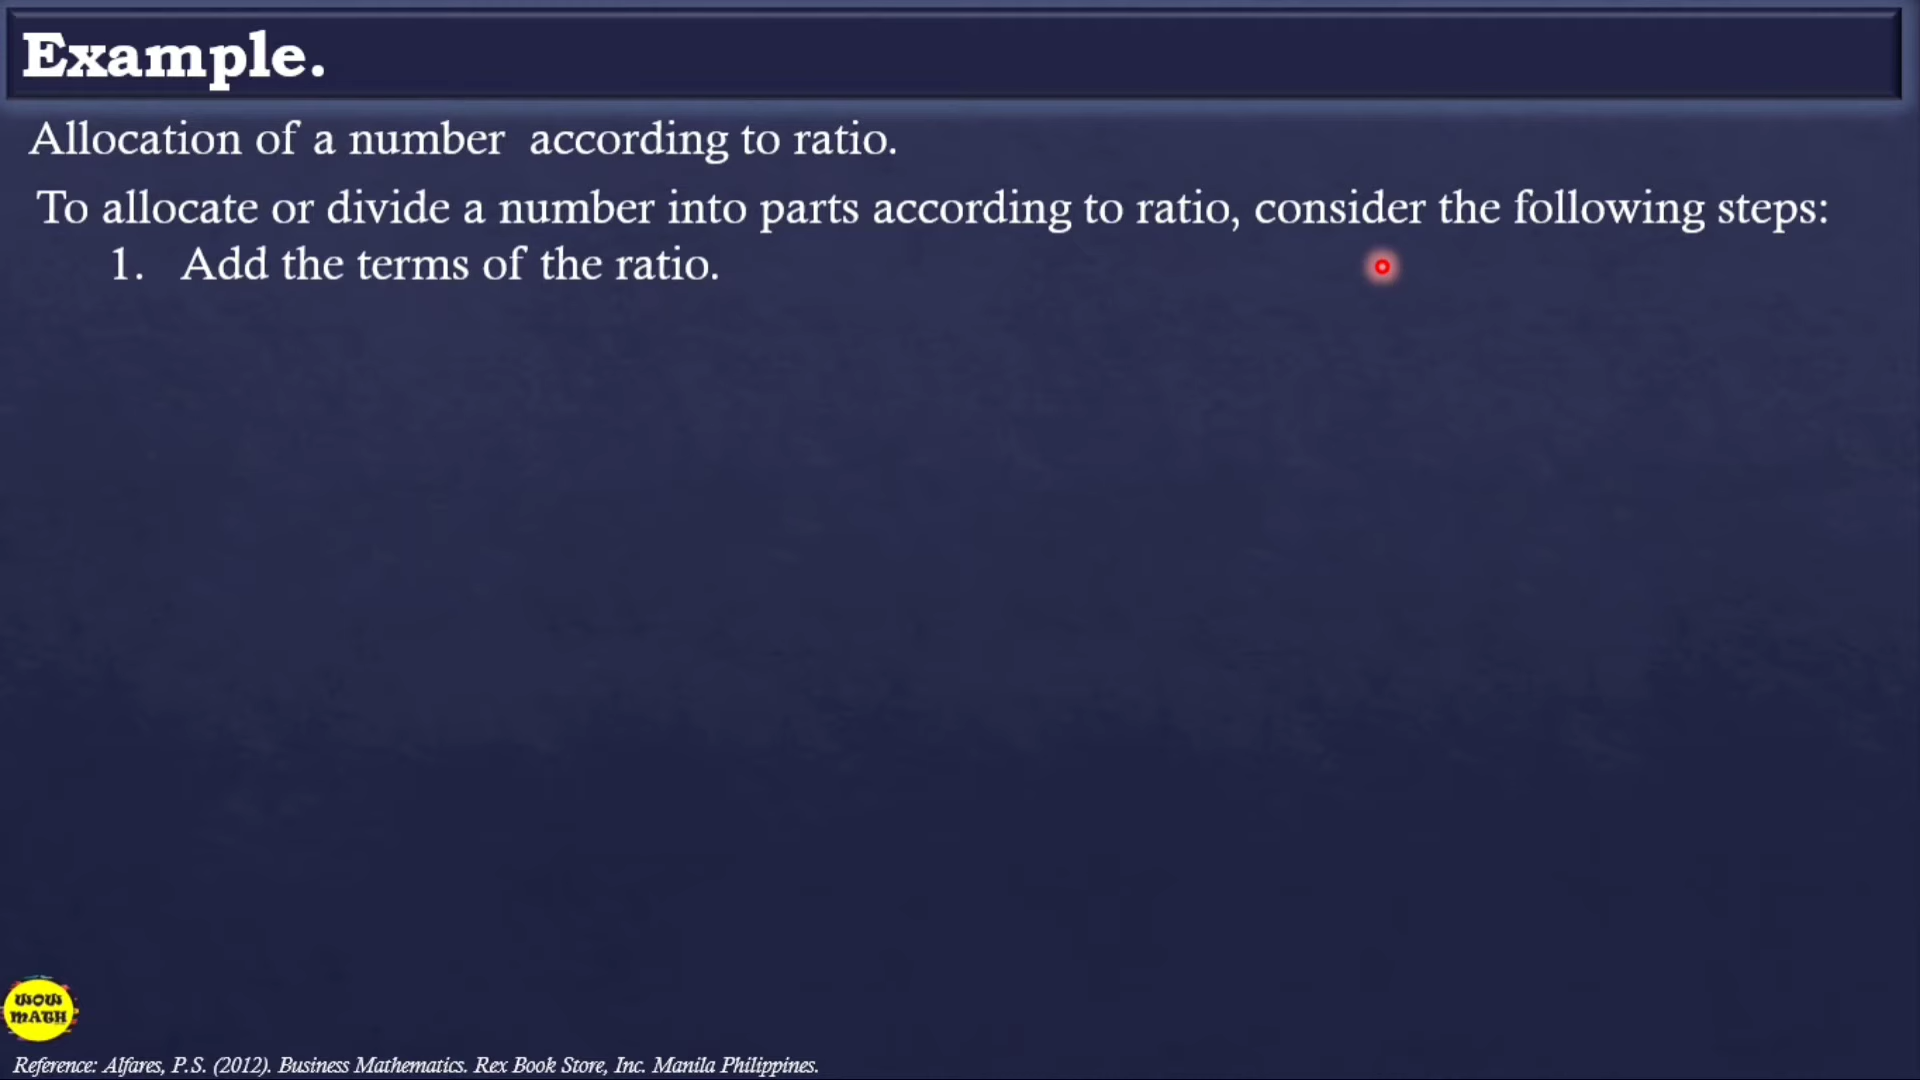 Example.
Allocation of a number according to ratio.
To allocate or divide a number into parts according to ratio, consider the following steps:
1. Add the terms of the ratio.
WOW
MATH
Reference: Alfares, P.S. (2012). Business Mathematics. Rex Book Store, Inc. Manila Philippines.